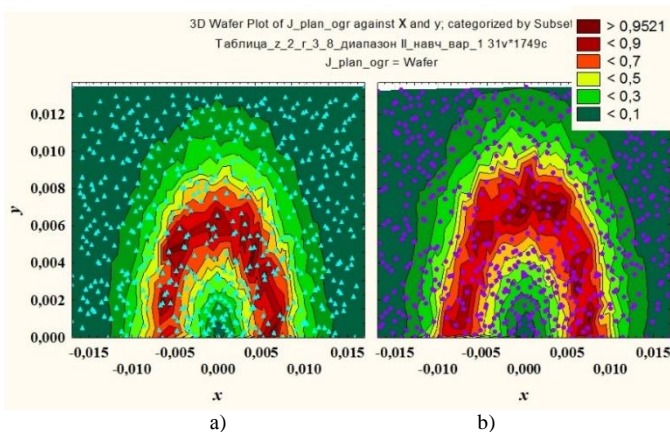 3D Wafer Plot of J_plan_ogr against X and y; categorized by Subset
Таблица_z_2_r_3_8_диапазон II_навч_вар_1 31v*1749c
J_plan_ogr = Wafer
> 0,9521
< 0,9
< 0,7
< 0,5
< 0,3
< 0,1
0,012
0,010
0,008
y
0,006
0,004
0,002
0,000
-0,015 -0,005 0,005 0,015 -0,015 -0,005 0,005 0,015
-0,010 0,000 0,010 -0,010 0,000 0,010
x x
a) b)